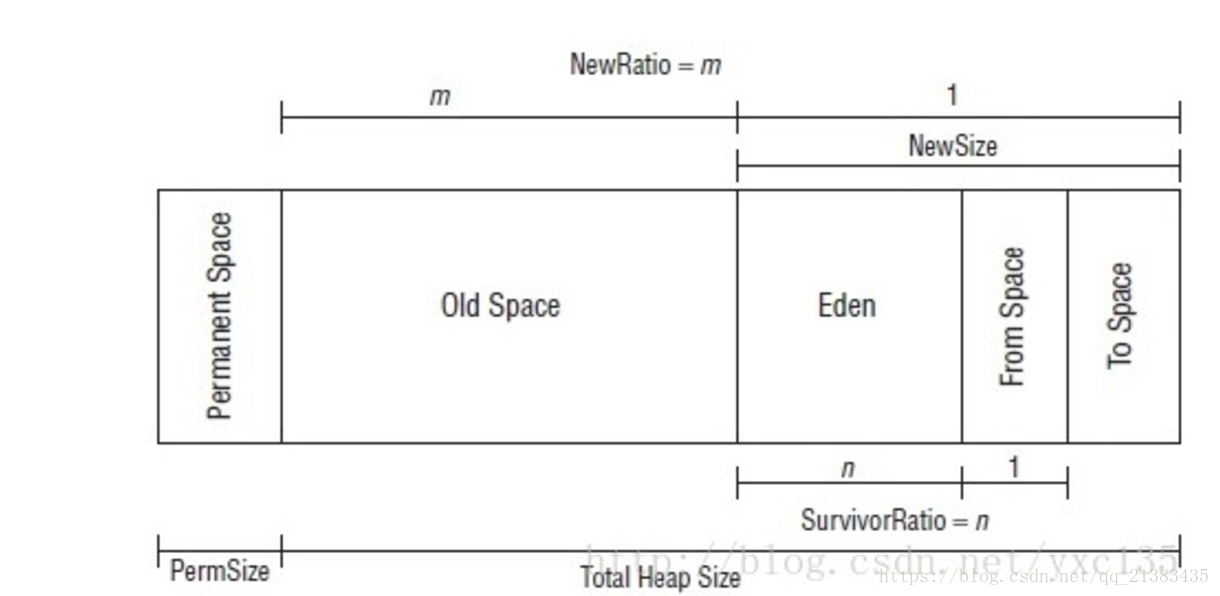 NewRatio = m
m
1
NewSize
Permanent Space
Old Space
Eden
From Space
To Space
n
1
SurvivorRatio = n
PermSize
Total Heap Size
http://blog.csdn.net/yxc135
https://blog.csdn.net/qq_21383435